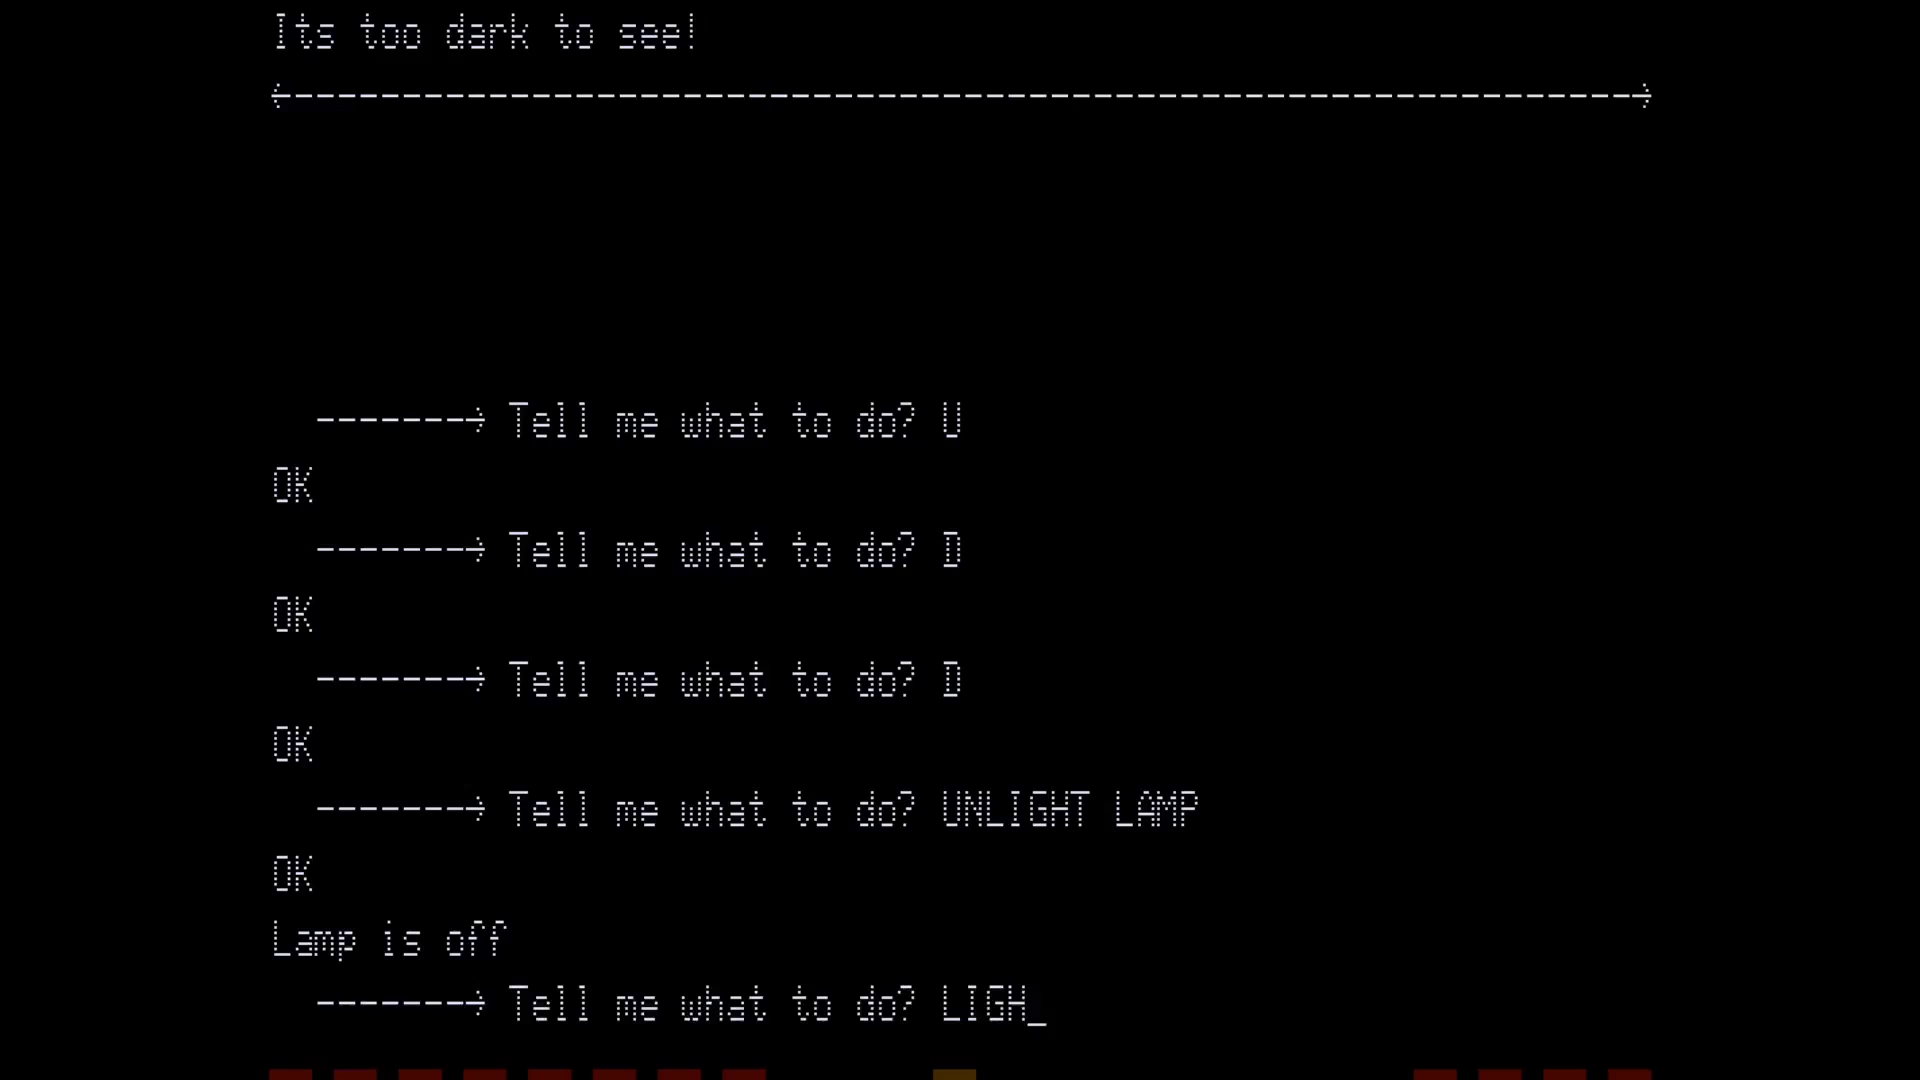 Its too dark to see!
<---------------------------------------------------------------->
--------> Tell me what to do? U
OK
--------> Tell me what to do? D
OK
--------> Tell me what to do? D
OK
--------> Tell me what to do? UNLIGHT LAMP
OK
Lamp is off
--------> Tell me what to do? LIGH_